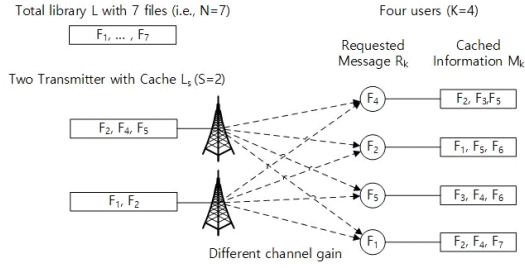 Total library L with 7 files (i.e., N=7)
F₁, ... , F₇
Four users (K=4)
Requested
Message Rₖ
Cached
Information Mₖ
Two Transmitter with Cache Lₛ (S=2)
F₂, F₄, F₅
F₁, F₂
F₄
F₂, F₃,F₅
F₂
F₁, F₅, F₆
F₅
F₃, F₄, F₆
F₁
F₂, F₄, F₇
Different channel gain